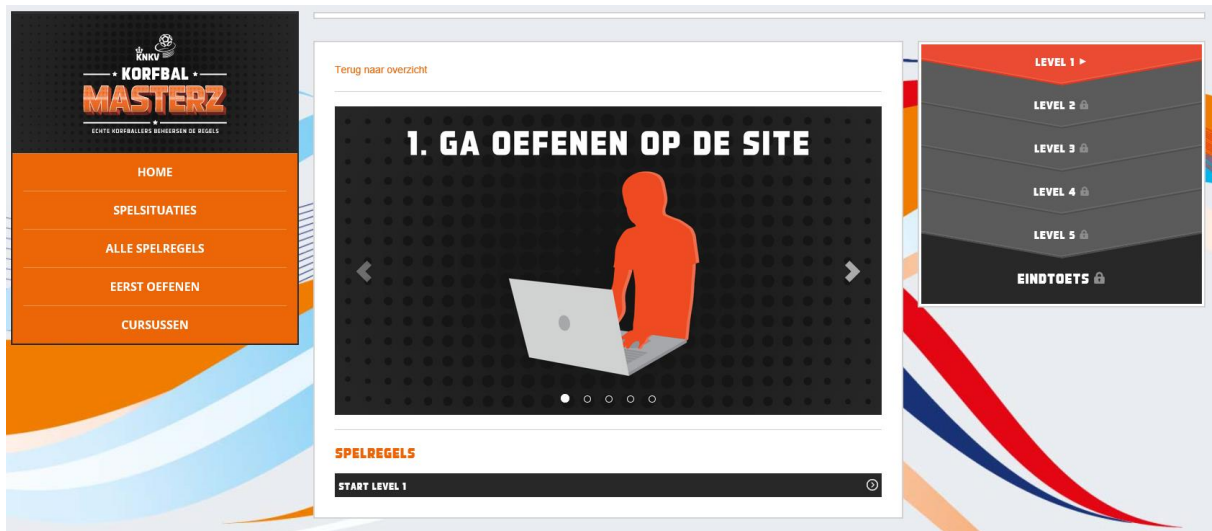 KNKV
KORFBAL
MASTERZ
ECHTE KORFBALLERS BEHEERSEN DE REGELS
HOME
SPELSITUATIES
ALLE SPELREGELS
EERST OEFENEN
CURSUSSEN
Terug naar overzicht
1. GA OEFENEN OP DE SITE
SPELREGELS
START LEVEL 1
LEVEL 1
LEVEL 2
LEVEL 3
LEVEL 4
LEVEL 5
EINDTOETS